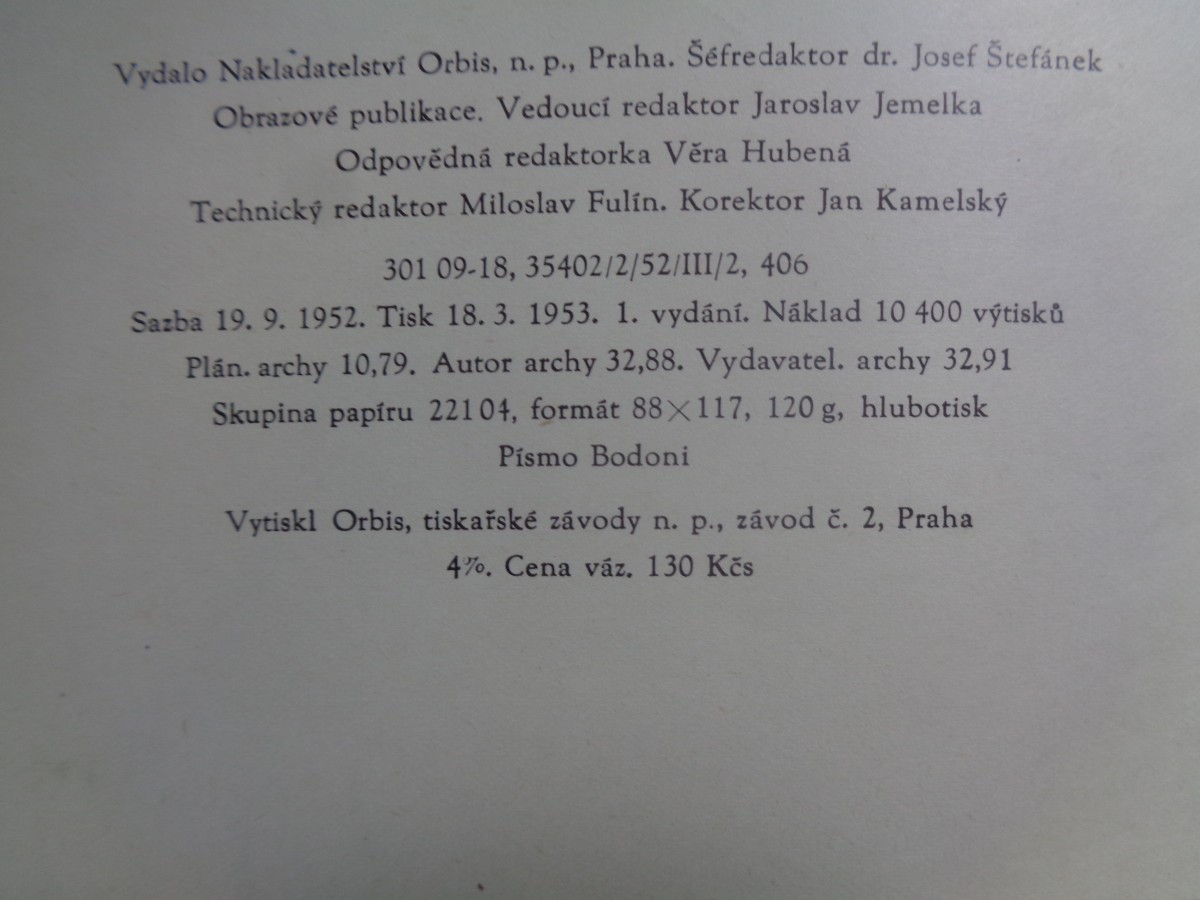 Vydalo Nakladatelství Orbis, n. p., Praha. Šéfredaktor dr. Josef Štefánek
Obrazové publikace. Vedoucí redaktor Jaroslav Jemelka
Odpovědná redaktorka Věra Hubená
Technický redaktor Miloslav Fulín. Korektor Jan Kamelský
301 09-18, 35402/2/52/III/2, 406
Sazba 19. 9. 1952. Tisk 18. 3. 1953. 1. vydání. Náklad 10 400 výtisků
Plán. archy 10,79. Autor archy 32,88. Vydavatel. archy 32,91
Skupina papíru 221 04, formát 88×117, 120 g, hlubotisk
Písmo Bodoni
Vytiskl Orbis, tiskařské závody n. p., závod č. 2, Praha
4%. Cena váz. 130 Kčs